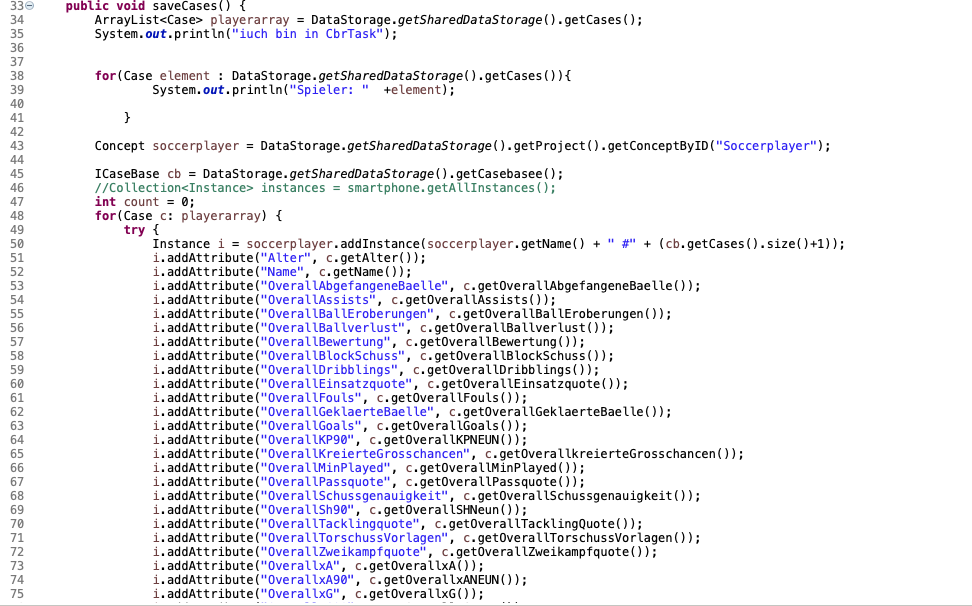 33 public void saveCases() {
34 ArrayList<Case> playerarray = DataStorage.getSharedDataStorage().getCases();
35 System.out.println("iuch bin in CbrTask");
36
37
38 for(Case element : DataStorage.getSharedDataStorage().getCases()){
39 System.out.println("Spieler: " +element);
40
41 }
42
43 Concept soccerplayer = DataStorage.getSharedDataStorage().getProject().getConceptByID("Soccerplayer");
44
45 ICaseBase cb = DataStorage.getSharedDataStorage().getCasebasee();
46 //Collection<Instance> instances = smartphone.getAllInstances();
47 int count = 0;
48 for(Case c: playerarray) {
49 try {
50 Instance i = soccerplayer.addInstance(soccerplayer.getName() + " #" + (cb.getCases().size()+1));
51 i.addAttribute("Alter", c.getAlter());
52 i.addAttribute("Name", c.getName());
53 i.addAttribute("OverallAbgefangeneBaelle", c.getOverallAbgefangeneBaelle());
54 i.addAttribute("OverallAssists", c.getOverallAssists());
55 i.addAttribute("OverallBallEroberungen", c.getOverallBallEroberungen());
56 i.addAttribute("OverallBallverlust", c.getOverallBallverlust());
57 i.addAttribute("OverallBewertung", c.getOverallBewertung());
58 i.addAttribute("OverallBlockSchuss", c.getOverallBlockSchuss());
59 i.addAttribute("OverallDribblings", c.getOverallDribblings());
60 i.addAttribute("OverallEinsatzquote", c.getOverallEinsatzquote());
61 i.addAttribute("OverallFouls", c.getOverallFouls());
62 i.addAttribute("OverallGeklaerteBaelle", c.getOverallGeklaerteBaelle());
63 i.addAttribute("OverallGoals", c.getOverallGoals());
64 i.addAttribute("OverallKP90", c.getOverallKPNEUN());
65 i.addAttribute("OverallKreierteGrosschancen", c.getOverallkreierteGrosschancen());
66 i.addAttribute("OverallMinPlayed", c.getOverallMinPlayed());
67 i.addAttribute("OverallPassquote", c.getOverallPassquote());
68 i.addAttribute("OverallSchussgenauigkeit", c.getOverallSchussgenauigkeit());
69 i.addAttribute("OverallSh90", c.getOverallSHNeun());
70 i.addAttribute("OverallTacklingquote", c.getOverallTacklingQuote());
71 i.addAttribute("OverallTorschussVorlagen", c.getOverallTorschussVorlagen());
72 i.addAttribute("OverallZweikampfquote", c.getOverallZweikampfquote());
73 i.addAttribute("OverallxA", c.getOverallxA());
74 i.addAttribute("OverallxA90", c.getOverallxANEUN());
75 i.addAttribute("OverallxG", c.getOverallxG());